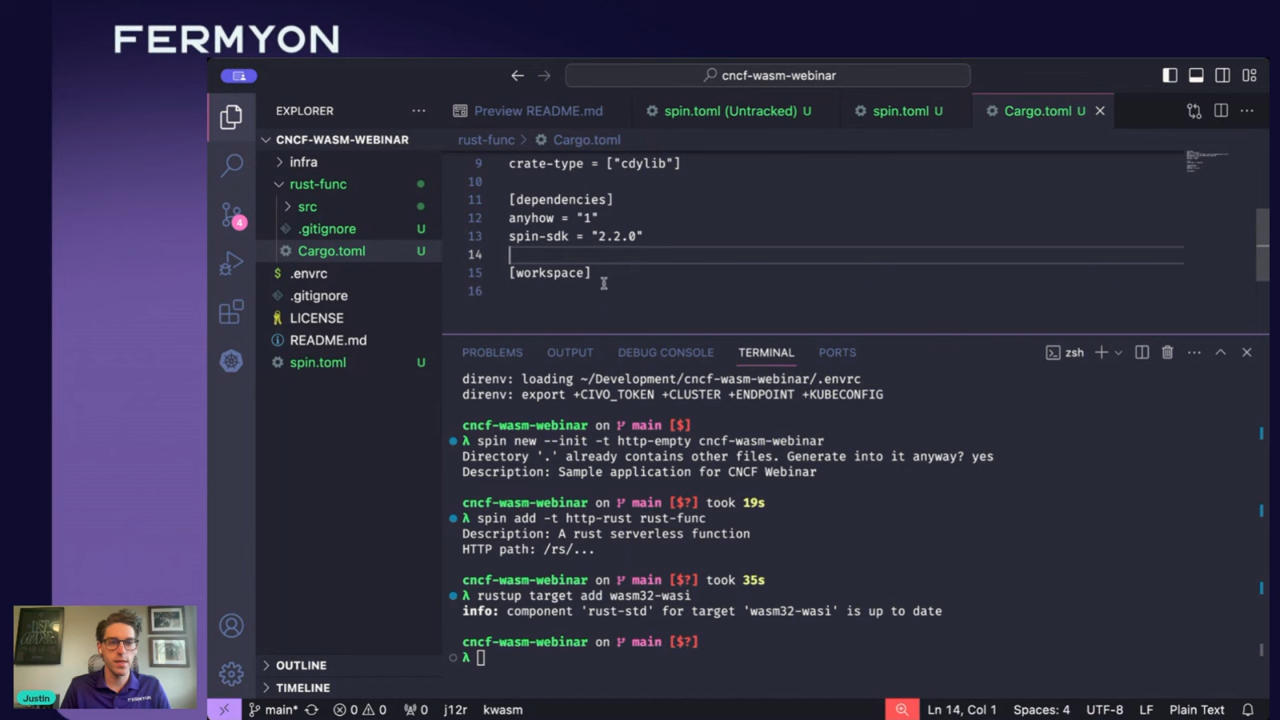 FERMYON
cncf-wasm-webinar
EXPLORER
Preview README.md
spin.toml (Untracked) U
spin.toml U
Cargo.toml U
CNCF-WASM-WEBINAR
rust-func > Cargo.toml
infra
rust-func
src
.gitignore U
Cargo.toml U
$ .envrc
.gitignore
LICENSE
README.md
spin.toml U
9 crate-type = ["cdylib"]
10
11 [dependencies]
12 anyhow = "1"
13 spin-sdk = "2.2.0"
14
15 [workspace]
16
4
PROBLEMS OUTPUT DEBUG CONSOLE TERMINAL PORTS
zsh
direnv: loading ~/Development/cncf-wasm-webinar/.envrc
direnv: export +CIVO_TOKEN +CLUSTER +ENDPOINT +KUBECONFIG
cncf-wasm-webinar on main [$]
λ spin new --init -t http-empty cncf-wasm-webinar
Directory '.' already contains other files. Generate into it anyway? yes
Description: Sample application for CNCF Webinar
cncf-wasm-webinar on main [$?] took 19s
λ spin add -t http-rust rust-func
Description: A rust serverless function
HTTP path: /rs/...
cncf-wasm-webinar on main [$?] took 35s
λ rustup target add wasm32-wasi
info: component 'rust-std' for target 'wasm32-wasi' is up to date
cncf-wasm-webinar on main [$?]
λ
OUTLINE
TIMELINE
Justin
FERMYON
main* 0 0 0 j12r kwasm
Ln 14, Col 1 Spaces: 4 UTF-8 LF Plain Text